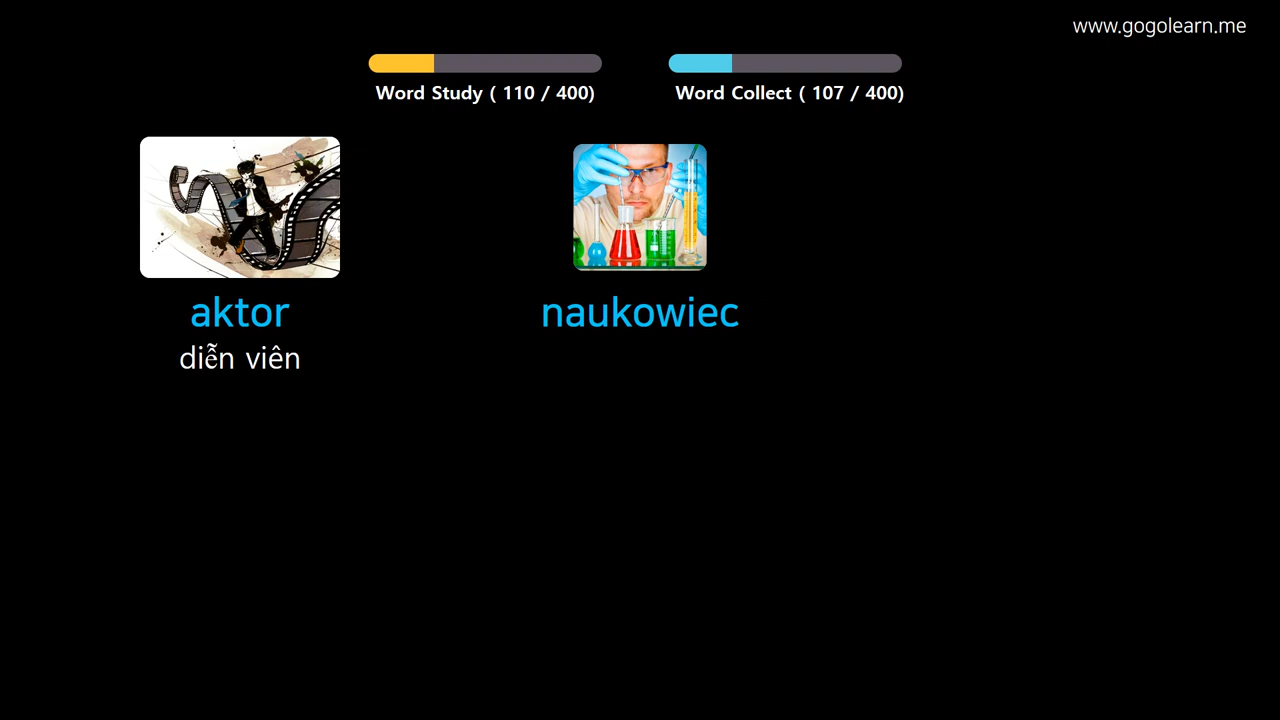 www.gogolearn.me
Word Study ( 110 / 400)
Word Collect ( 107 / 400)
aktor
diễn viên
naukowiec